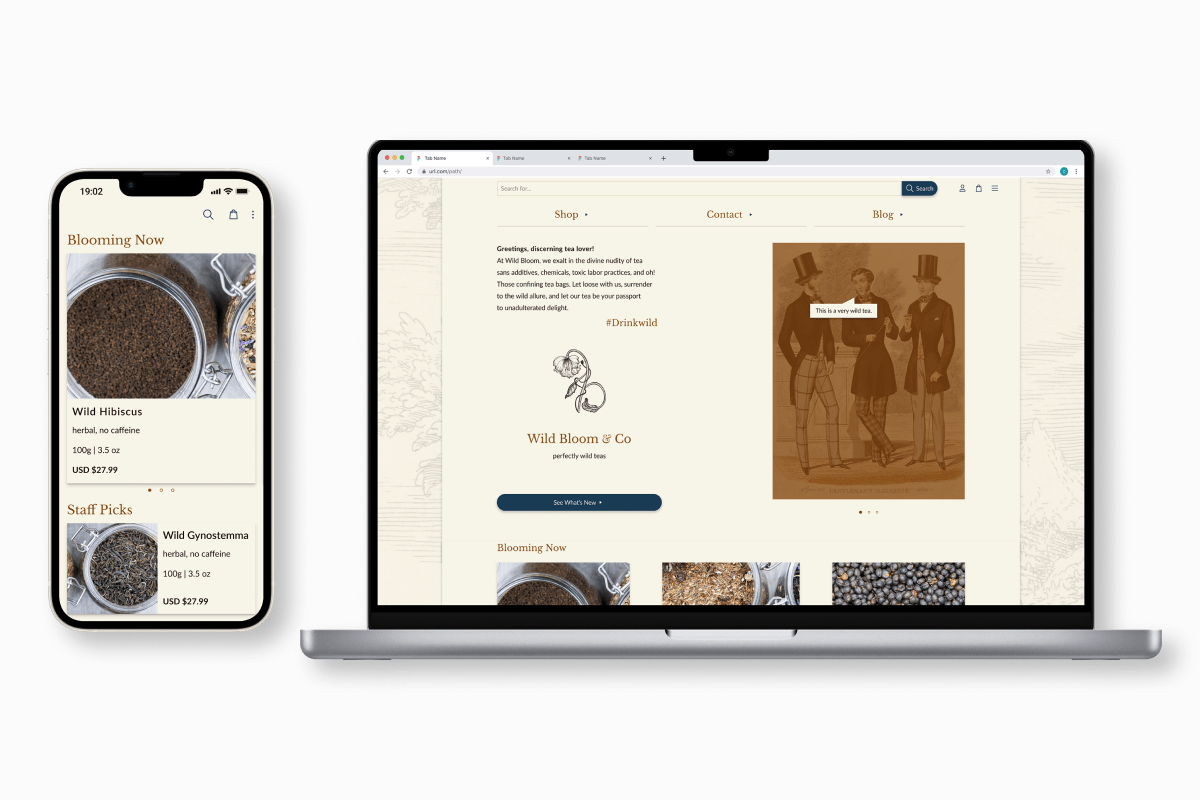 19:02
Blooming Now
Wild Hibiscus
herbal, no caffeine
100g | 3.5 oz
USD $27.99
Staff Picks
Wild Gynostemma
herbal, no caffeine
100g | 3.5 oz
USD $27.99
Tab Name
Tab Name
Tab Name
url.com/path/
Search for...
Search
Shop
Contact
Blog
Greetings, discerning tea lover!
At Wild Bloom, we exalt in the divine nudity of tea
sans additives, chemicals, toxic labor practices, and oh!
Those confining tea bags. Let loose with us, surrender
to the wild allure, and let our tea be your passport
to unadulterated delight.
#Drinkwild
This is a very wild tea.
Wild Bloom & Co
perfectly wild teas
See What's New
Blooming Now